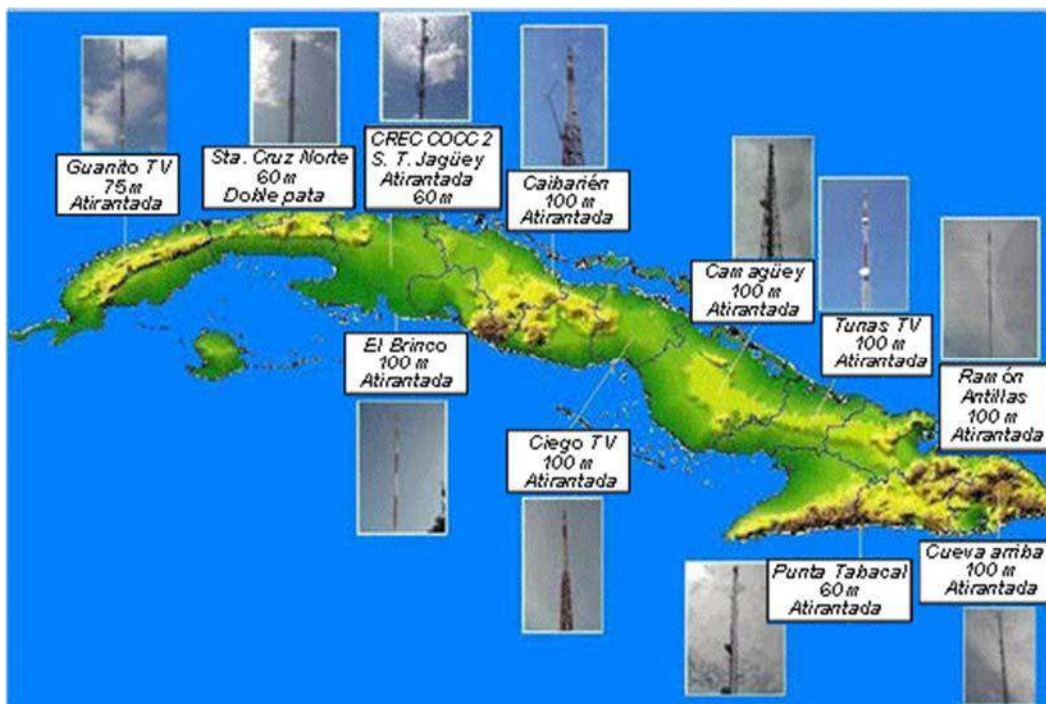 Guanito TV
75 m
Atirantada
Sta. Cruz Norte
60 m
Doble pata
CREC COCC 2
S. T. Jagüey
Atirantada
60 m
Caibarién
100 m
Atirantada
Camagüey
100 m
Atirantada
Tunas TV
100 m
Atirantada
Ramón
Antillas
100 m
Atirantada
El Brinco
100 m
Atirantada
Ciego TV
100 m
Atirantada
Punta Tabacal
60 m
Atirantada
Cueva arriba
100 m
Atirantada